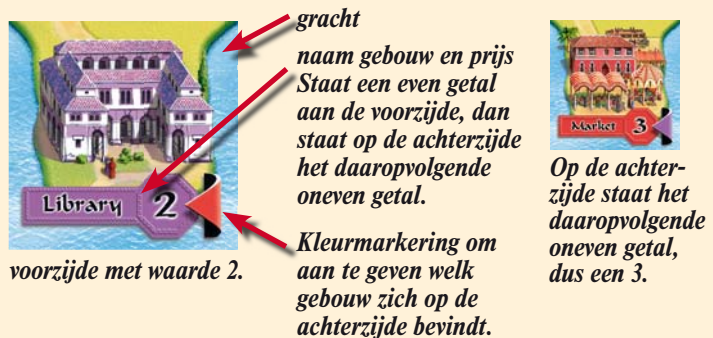 gracht
naam gebouw en prijs
Staat een even getal
aan de voorzijde, dan
staat op de achterzijde
het daaropvolgende
oneven getal.
Library 2
Kleurmarkering om
aan te geven welk
gebouw zich op de
achterzijde bevindt.
voorzijde met waarde 2.
Market 3
Op de achter-
zijde staat het
daaropvolgende
oneven getal,
dus een 3.